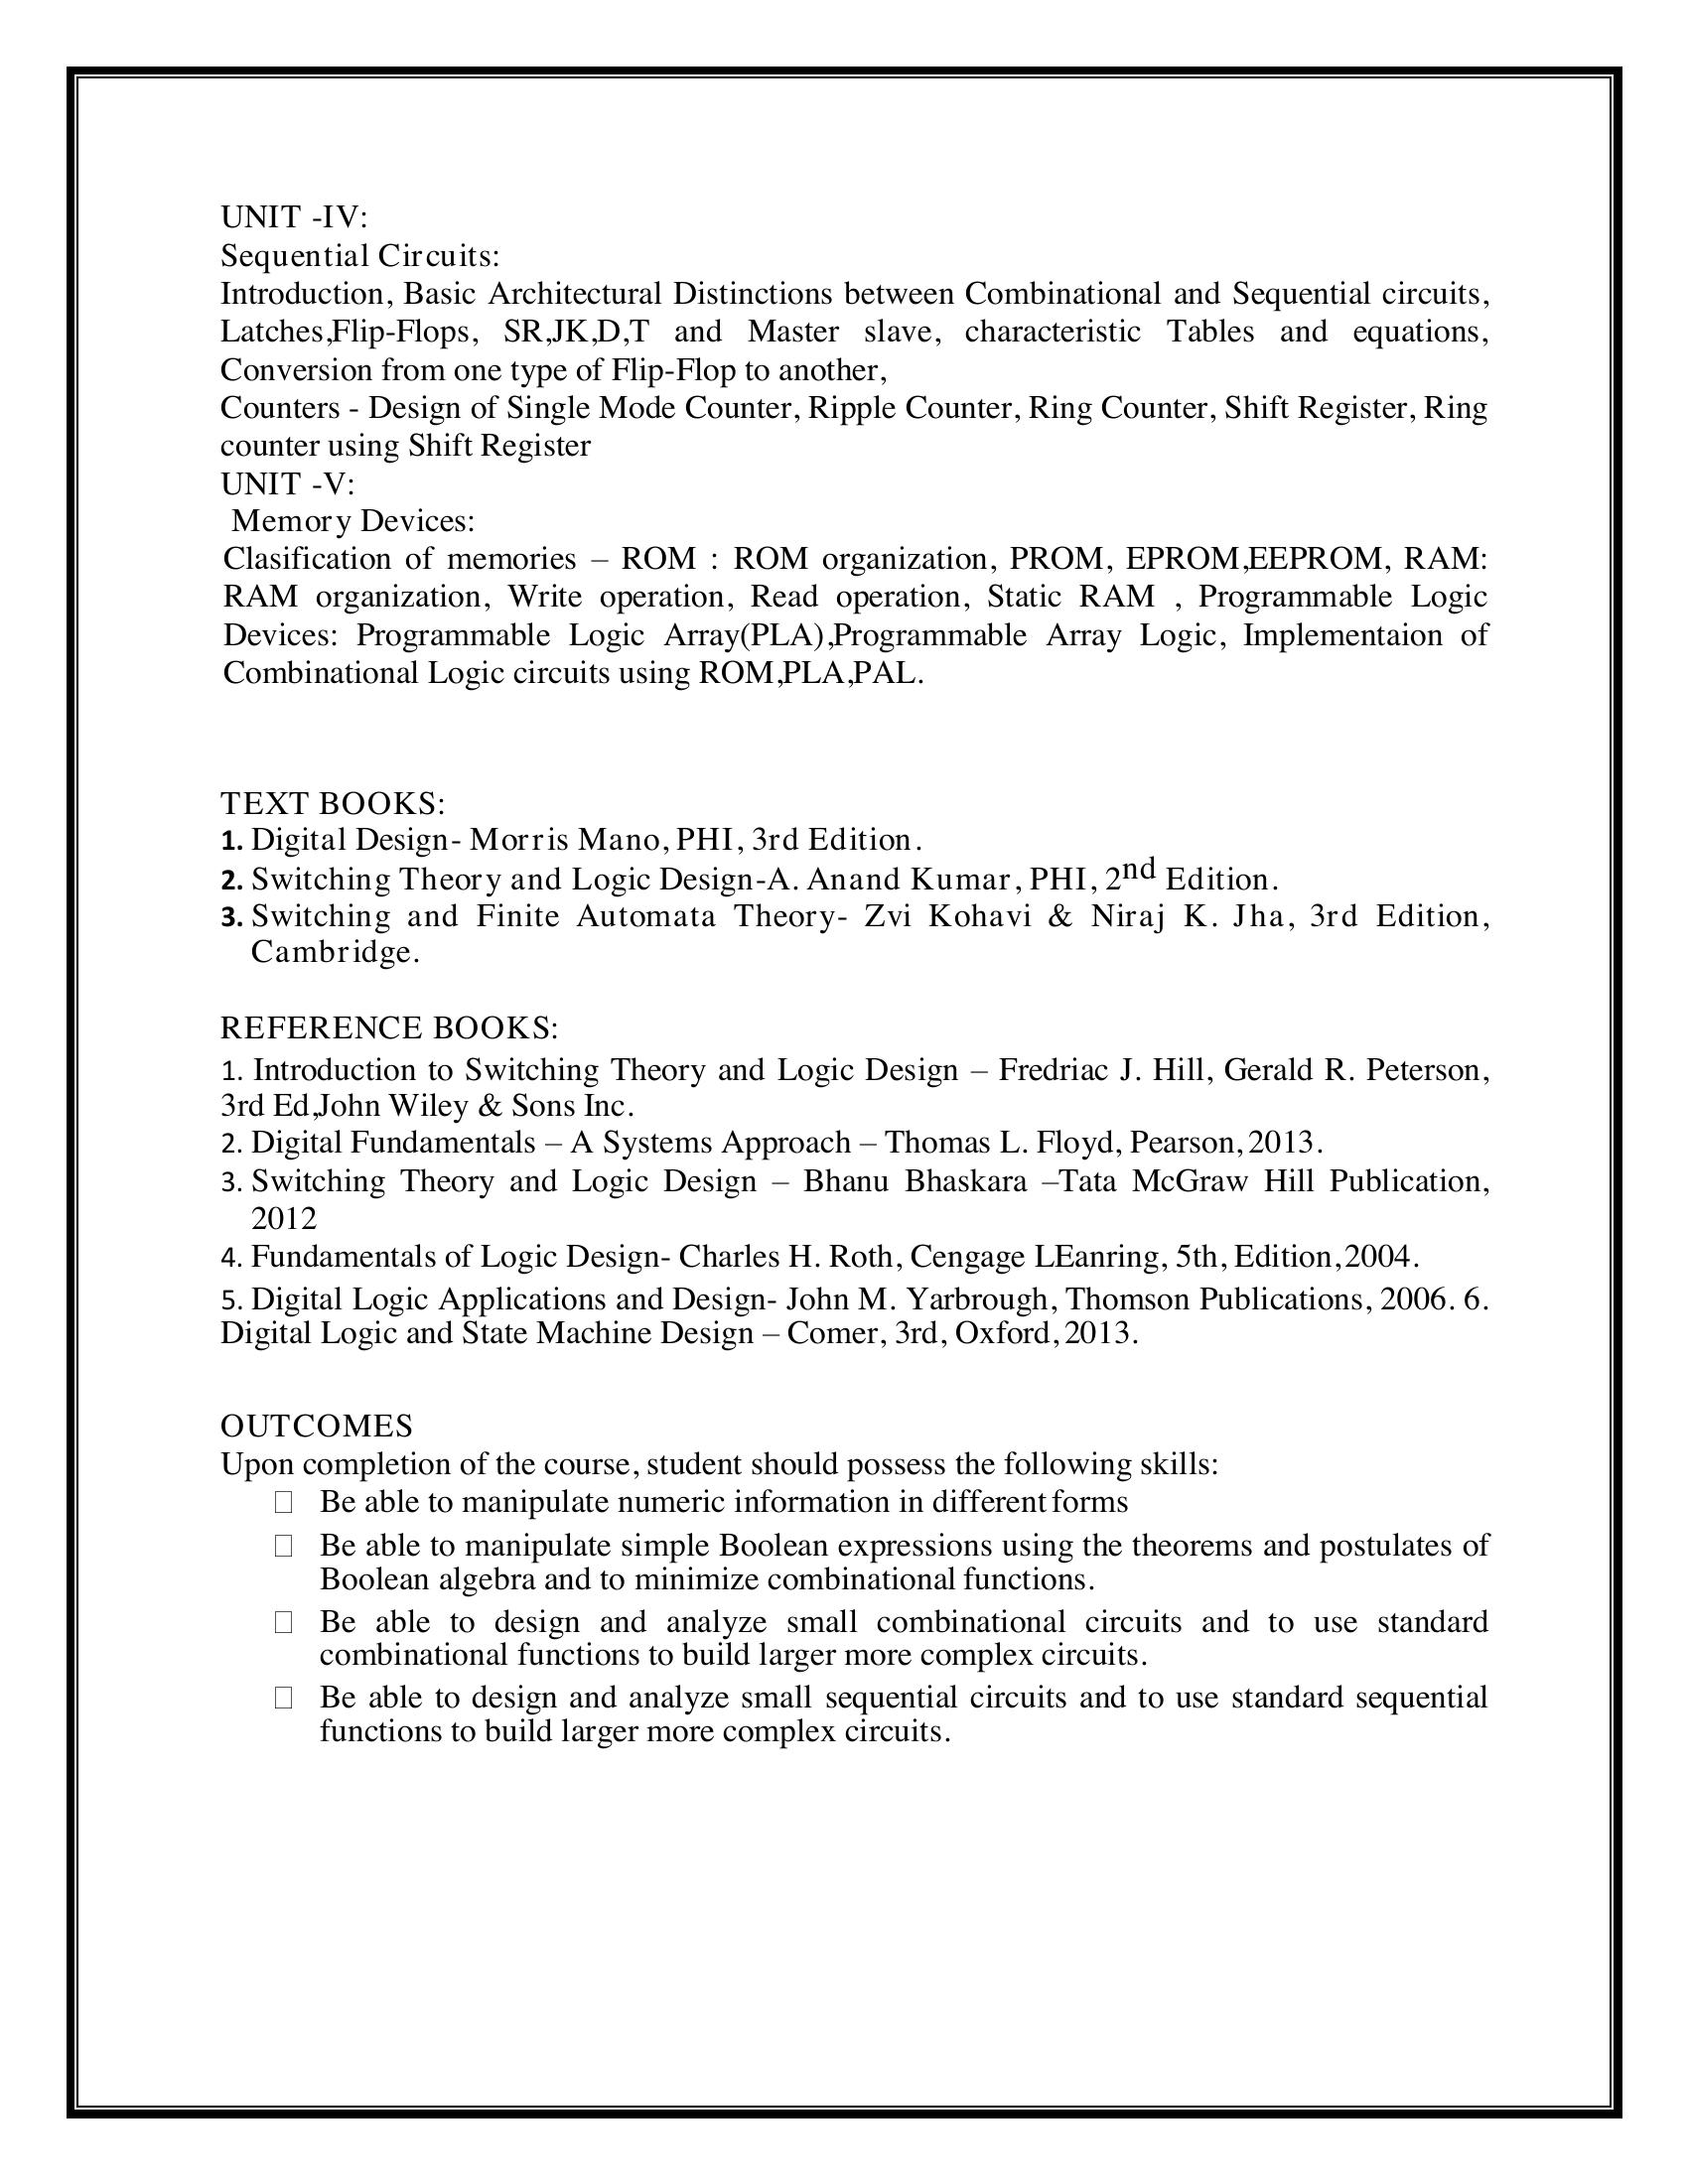 UNIT -IV:
Sequential Circuits:
Introduction, Basic Architectural Distinctions between Combinational and Sequential circuits,
Latches,Flip-Flops, SR,JK,D,T and Master slave, characteristic Tables and equations,
Conversion from one type of Flip-Flop to another,
Counters - Design of Single Mode Counter, Ripple Counter, Ring Counter, Shift Register, Ring
counter using Shift Register
UNIT -V:
Memory Devices:
Clasification of memories – ROM : ROM organization, PROM, EPROM,EEPROM, RAM:
RAM organization, Write operation, Read operation, Static RAM , Programmable Logic
Devices: Programmable Logic Array(PLA),Programmable Array Logic, Implementaion of
Combinational Logic circuits using ROM,PLA,PAL.
TEXT BOOKS:
1. Digital Design- Morris Mano, PHI, 3rd Edition.
2. Switching Theory and Logic Design-A. Anand Kumar, PHI, 2nd Edition.
3. Switching and Finite Automata Theory- Zvi Kohavi & Niraj K. Jha, 3rd Edition,
Cambridge.
REFERENCE BOOKS:
1. Introduction to Switching Theory and Logic Design – Fredriac J. Hill, Gerald R. Peterson,
3rd Ed,John Wiley & Sons Inc.
2. Digital Fundamentals – A Systems Approach – Thomas L. Floyd, Pearson, 2013.
3. Switching Theory and Logic Design – Bhanu Bhaskara –Tata McGraw Hill Publication,
2012
4. Fundamentals of Logic Design- Charles H. Roth, Cengage LEanring, 5th, Edition, 2004.
5. Digital Logic Applications and Design- John M. Yarbrough, Thomson Publications, 2006. 6.
Digital Logic and State Machine Design – Comer, 3rd, Oxford, 2013.
OUTCOMES
Upon completion of the course, student should possess the following skills:
Be able to manipulate numeric information in different forms
Be able to manipulate simple Boolean expressions using the theorems and postulates of
Boolean algebra and to minimize combinational functions.
Be able to design and analyze small combinational circuits and to use standard
combinational functions to build larger more complex circuits.
Be able to design and analyze small sequential circuits and to use standard sequential
functions to build larger more complex circuits.